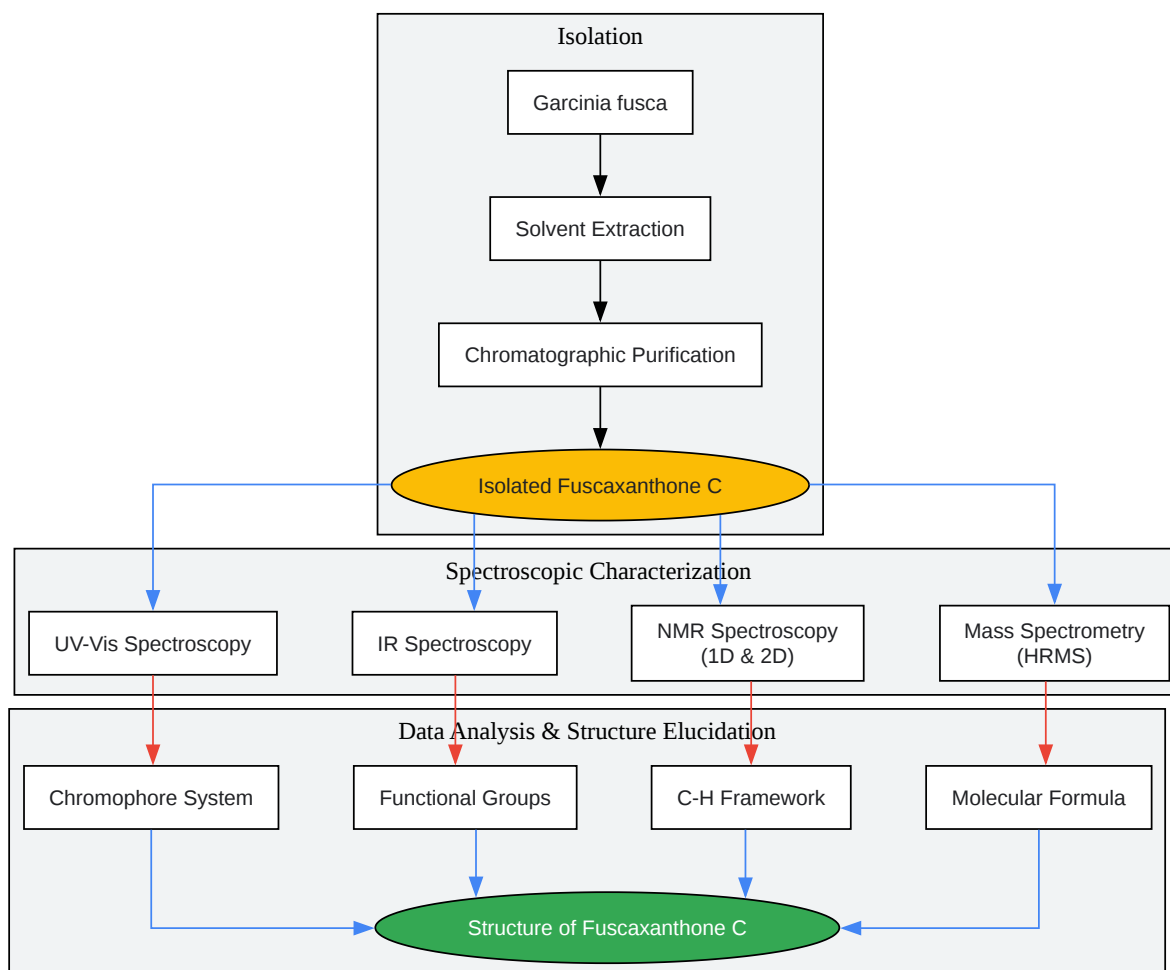 Isolation
Garcinia fusca
Solvent Extraction
Chromatographic Purification
Isolated Fuscaxanthone C
Spectroscopic Characterization
UV-Vis Spectroscopy
IR Spectroscopy
NMR Spectroscopy
(1D & 2D)
Mass Spectrometry
(HRMS)
Data Analysis & Structure Elucidation
Chromophore System
Functional Groups
C-H Framework
Molecular Formula
Structure of Fuscaxanthone C